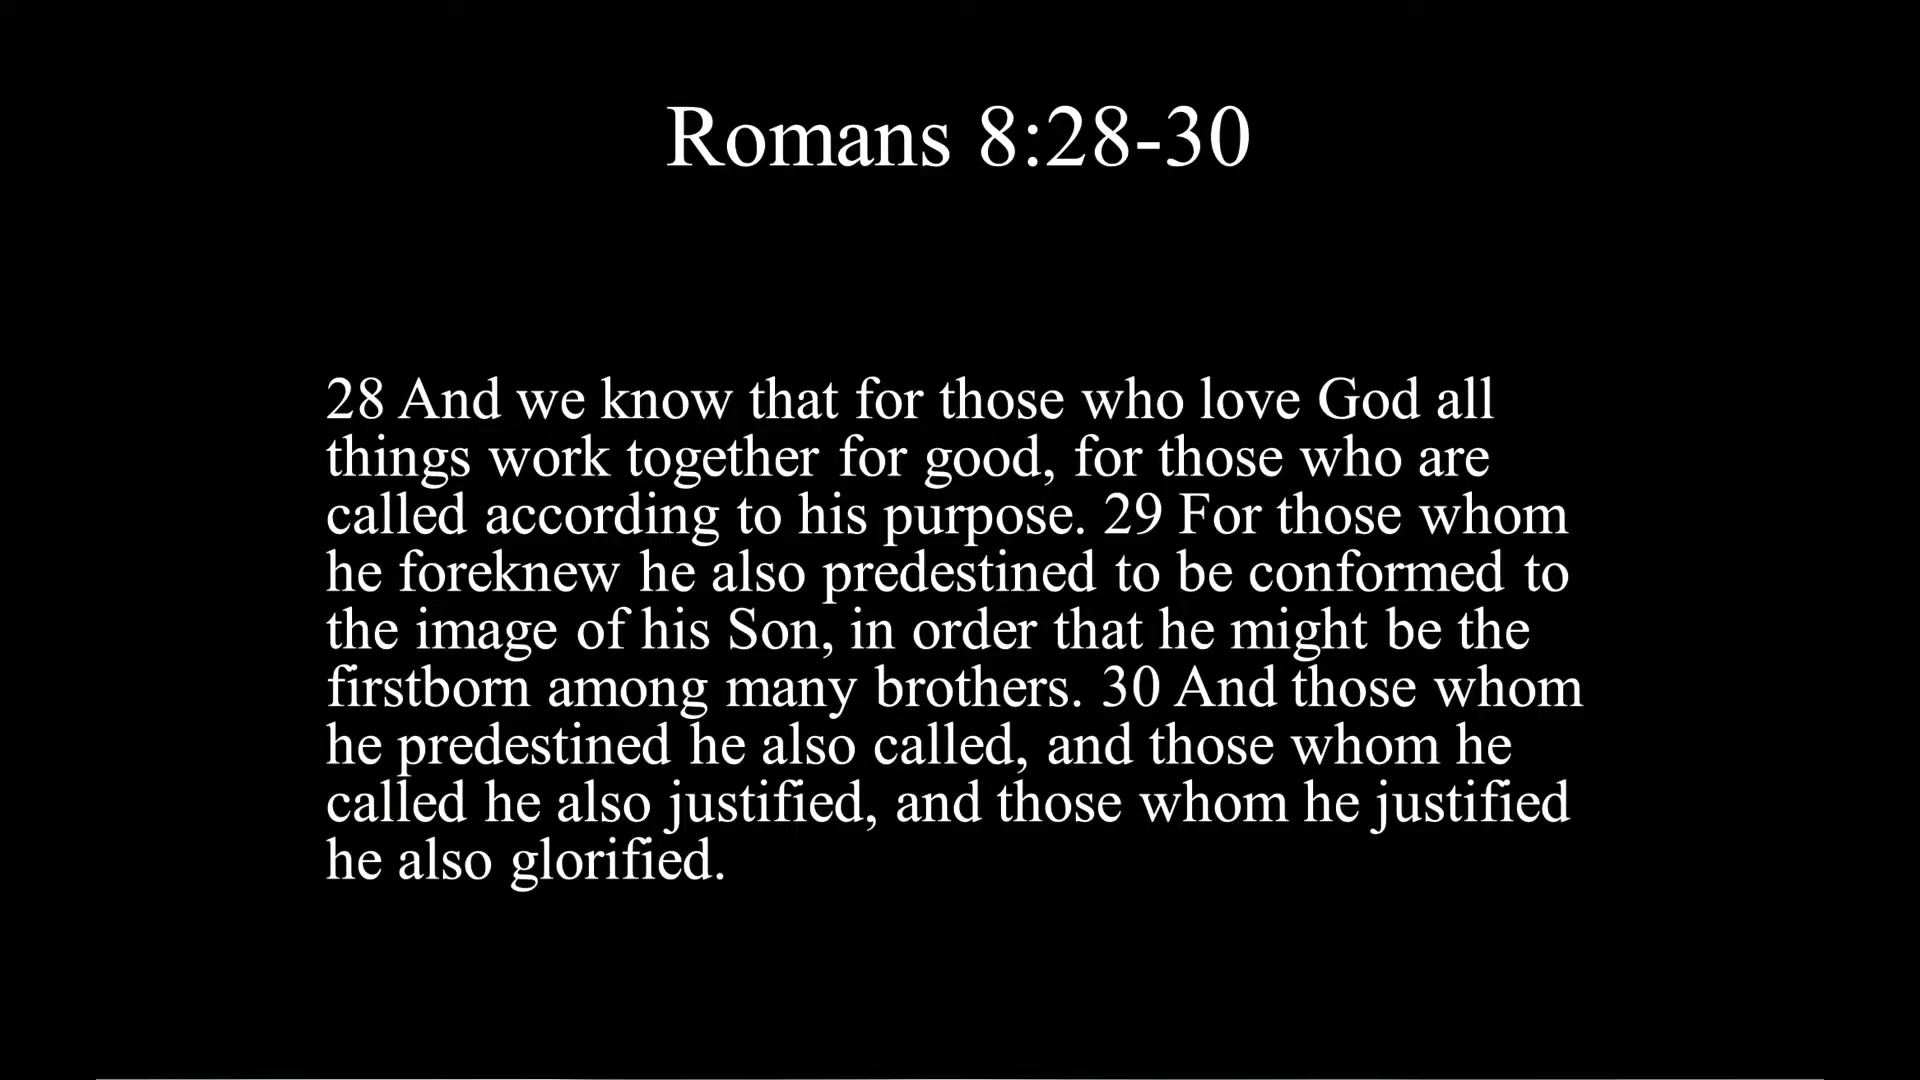 Romans 8:28-30
28 And we know that for those who love God all
things work together for good, for those who are
called according to his purpose. 29 For those whom
he foreknew he also predestined to be conformed to
the image of his Son, in order that he might be the
firstborn among many brothers. 30 And those whom
he predestined he also called, and those whom he
called he also justified, and those whom he justified
he also glorified.